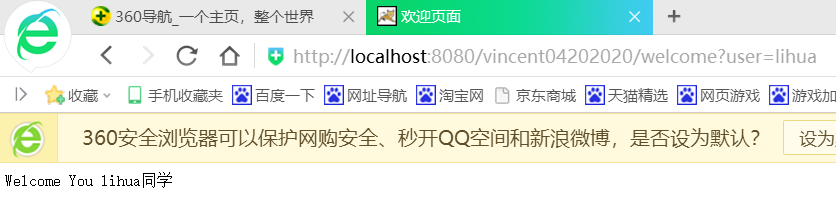 360导航_一个主页，整个世界 欢迎页面
http://localhost:8080/vincent04202020/welcome?user=lihua
收藏 手机收藏夹 百度一下 网址导航 淘宝网 京东商城 天猫精选 网页游戏 游戏加
360安全浏览器可以保护网购安全、秒开QQ空间和新浪微博，是否设为默认？ 设为
Welcome You lihua同学